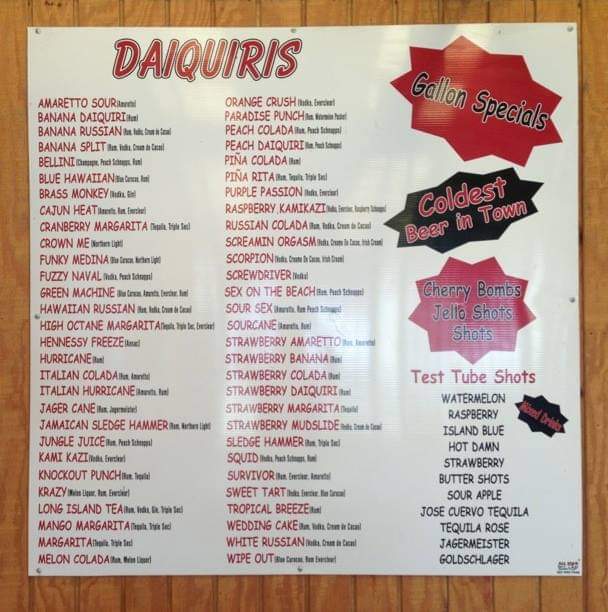 DAIQUIRIS
AMARETTO SOUR (Amaretto)
BANANA DAIQUIRI (Rum)
BANANA RUSSIAN (Rum, Vodka, Cream de Cacao)
BANANA SPLIT (Rum, Vodka, Cream de Cacao)
BELLINI (Champagne, Peach Schnapps, Rum)
BLUE HAWAIIAN (Blue Curacao, Rum)
BRASS MONKEY (Vodka, Gin)
CAJUN HEAT (Amaretto, Rum, Everclear)
CRANBERRY MARGARITA (Tequila, Triple Sec)
CROWN ME (Northern Light)
FUNKY MEDINA (Blue Curacao, Northern Light)
FUZZY NAVAL (Vodka, Peach Schnapps)
GREEN MACHINE (Blue Curacao, Amaretto, Everclear, Rum)
HAWAIIAN RUSSIAN (Rum, Vodka, Cream de Cacao)
HIGH OCTANE MARGARITA (Tequila, Triple Sec, Everclear)
HENNESSY FREEZE
HURRICANE (Rum)
ITALIAN COLADA (Rum, Amaretto)
ITALIAN HURRICANE (Amaretto, Rum)
JAGER CANE (Rum, Jagermeister)
JAMAICAN SLEDGE HAMMER (Rum, Northern Light)
JUNGLE JUICE (Rum, Peach Schnapps)
KAMI KAZI (Vodka, Everclear)
KNOCKOUT PUNCH (Rum, Tequila)
KRAZY (Melon Liquor, Rum, Everclear)
LONG ISLAND TEA (Rum, Vodka, Gin, Triple Sec)
MANGO MARGARITA (Tequila, Triple Sec)
MARGARITA (Tequila, Triple Sec)
MELON COLADA (Rum, Melon Liquor)
ORANGE CRUSH (Vodka, Everclear)
PARADISE PUNCH (Rum, Watermelon Pucker)
PEACH COLADA (Rum, Peach Schnapps)
PEACH DAIQUIRI (Rum, Peach Schnapps)
PIÑA COLADA (Rum)
PIÑA RITA (Rum, Tequila, Triple Sec)
PURPLE PASSION (Vodka, Everclear)
RASPBERRY KAMIKAZI (Vodka, Everclear, Raspberry Schnapps)
RUSSIAN COLADA (Rum, Vodka, Cream de Cacao)
SCREAMIN ORGASM (Vodka, Creame De Cacao, Irish Cream)
SCORPION (Vodka, Creame De Cacao, Irish Cream)
SCREWDRIVER (Vodka)
SEX ON THE BEACH (Rum, Peach Schnapps)
SOUR SEX (Amaretto, Rum Peach Schnapps)
SOURCANE (Amaretto, Rum)
STRAWBERRY AMARETTO (Rum, Amaretto)
STRAWBERRY BANANA (Rum)
STRAWBERRY COLADA (Rum)
STRAWBERRY DAIQUIRI (Rum)
STRAWBERRY MARGARITA (Tequila)
STRAWBERRY MUDSLIDE (Vodka, Cream de Cacao)
SLEDGE HAMMER (Rum, Triple Sec)
SQUID (Vodka, Peach Schnapps, Rum)
SURVIVOR (Rum, Everclear, Amaretto)
SWEET TART (Vodka, Everclear, Blue Curacao)
TROPICAL BREEZE (Rum)
WEDDING CAKE (Rum, Vodka, Cream de Cacao)
WHITE RUSSIAN (Vodka, Cream de Cacao)
WIPE OUT (Blue Curacao, Rum Everclear)
Gallon Specials
Coldest
Beer in Town
Cherry Bombs
Jello Shots
Shots
Test Tube Shots
WATERMELON
RASPBERRY
ISLAND BLUE
HOT DAMN
STRAWBERRY
BUTTER SHOTS
SOUR APPLE
JOSE CUERVO TEQUILA
TEQUILA ROSE
JAGERMEISTER
GOLDSCHLAGER
Mixed Drinks